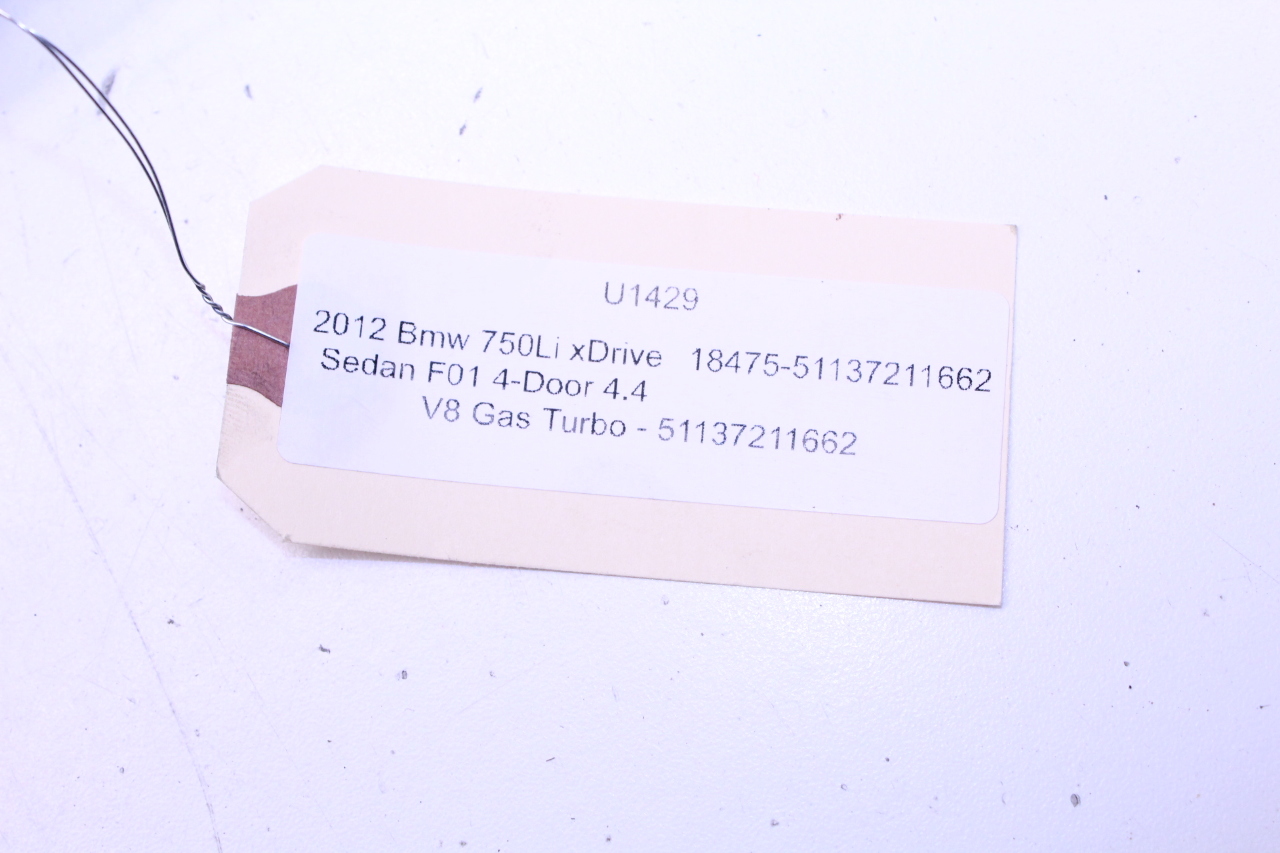 U1429
2012 Bmw 750Li xDrive 18475-51137211662
Sedan F01 4-Door 4.4
V8 Gas Turbo - 51137211662